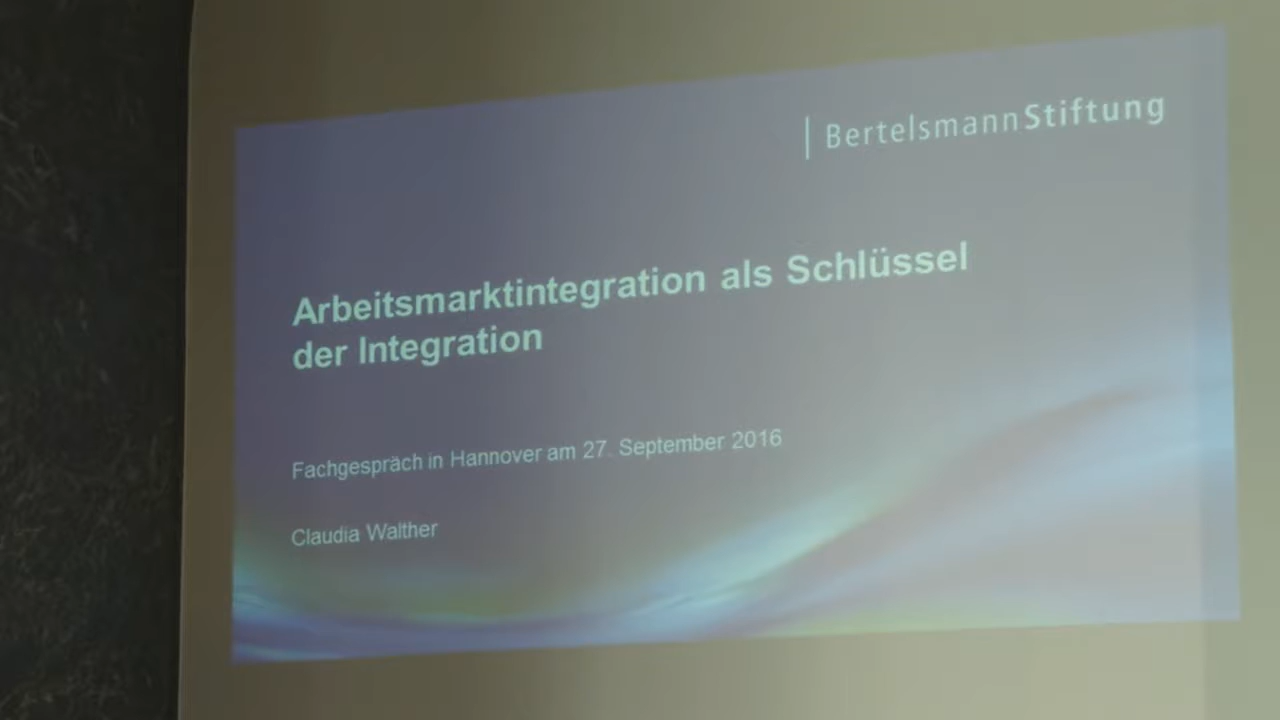 BertelsmannStiftung
Arbeitsmarktintegration als Schlüssel
der Integration
Fachgespräch in Hannover am 27. September 2016
Claudia Walther